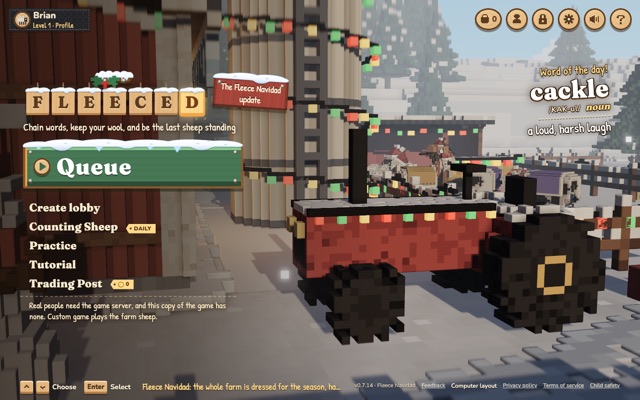 Brian
Level 1 · Profile
0
FLEECED
"The Fleece Navidad"
update
Chain words, keep your wool, and be the last sheep standing
Queue
Create lobby
Counting Sheep
DAILY
Practice
Tutorial
Trading Post
0
Real people need the game server, and this copy of the game has
none. Custom game plays the farm sheep.
Word of the day!
cackle
/KAK-ul/ noun
a loud, harsh laugh
Choose
Enter
Select
Fleece Navidad: the whole farm is dressed for the season, ho...
v0.7.14 · Fleece Navidad
Feedback
Computer layout
Privacy policy
Terms of service
Child safety